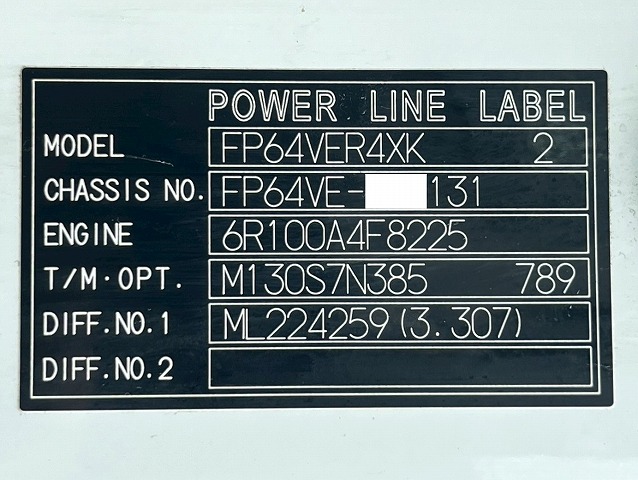 POWER LINE LABEL
MODEL FP64VER4XK 2
CHASSIS NO. FP64VE- 131
ENGINE 6R100A4F8225
T/M·OPT. M130S7N385 789
DIFF.NO.1 ML224259(3.307)
DIFF.NO.2